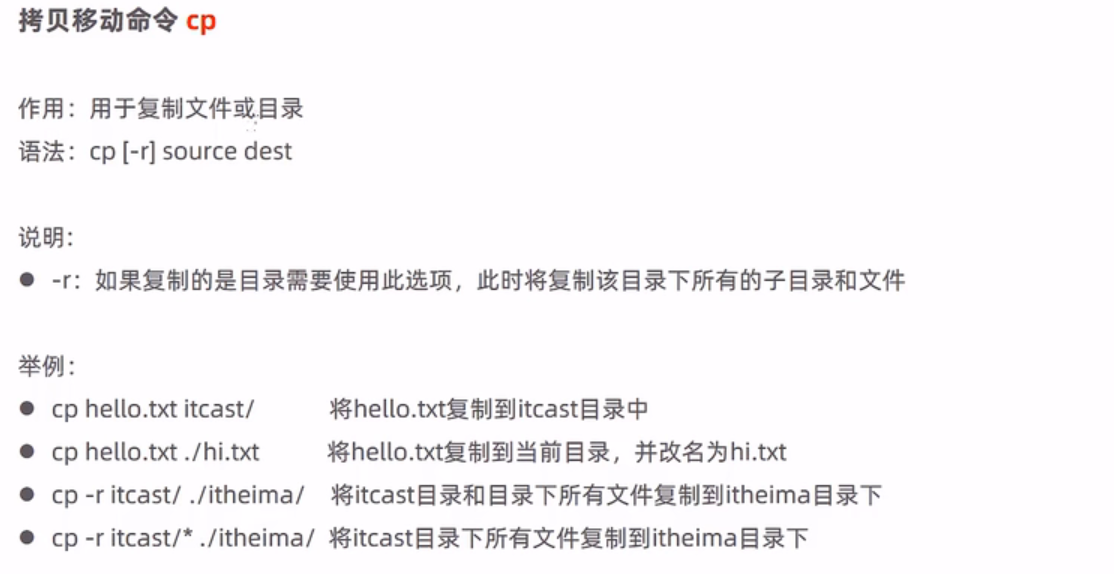 拷贝移动命令 cp
作用：用于复制文件或目录
语法：cp [-r] source dest
说明：
● -r：如果复制的是目录需要使用此选项，此时将复制该目录下所有的子目录和文件
举例：
● cp hello.txt itcast/ 将hello.txt复制到itcast目录中
● cp hello.txt ./hi.txt 将hello.txt复制到当前目录，并改名为hi.txt
● cp -r itcast/ ./itheima/ 将itcast目录和目录下所有文件复制到itheima目录下
● cp -r itcast/* ./itheima/ 将itcast目录下所有文件复制到itheima目录下